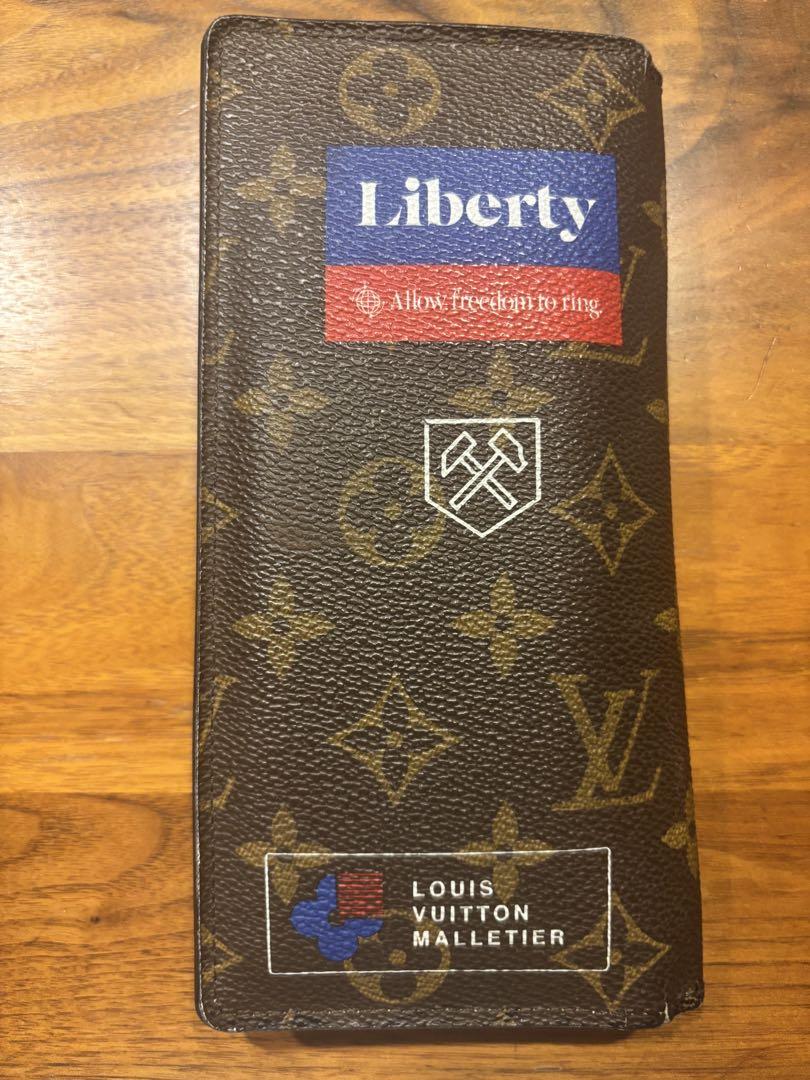 Liberty
Allow freedom to ring.
LV
LOUIS
VUITTON
MALLETIER